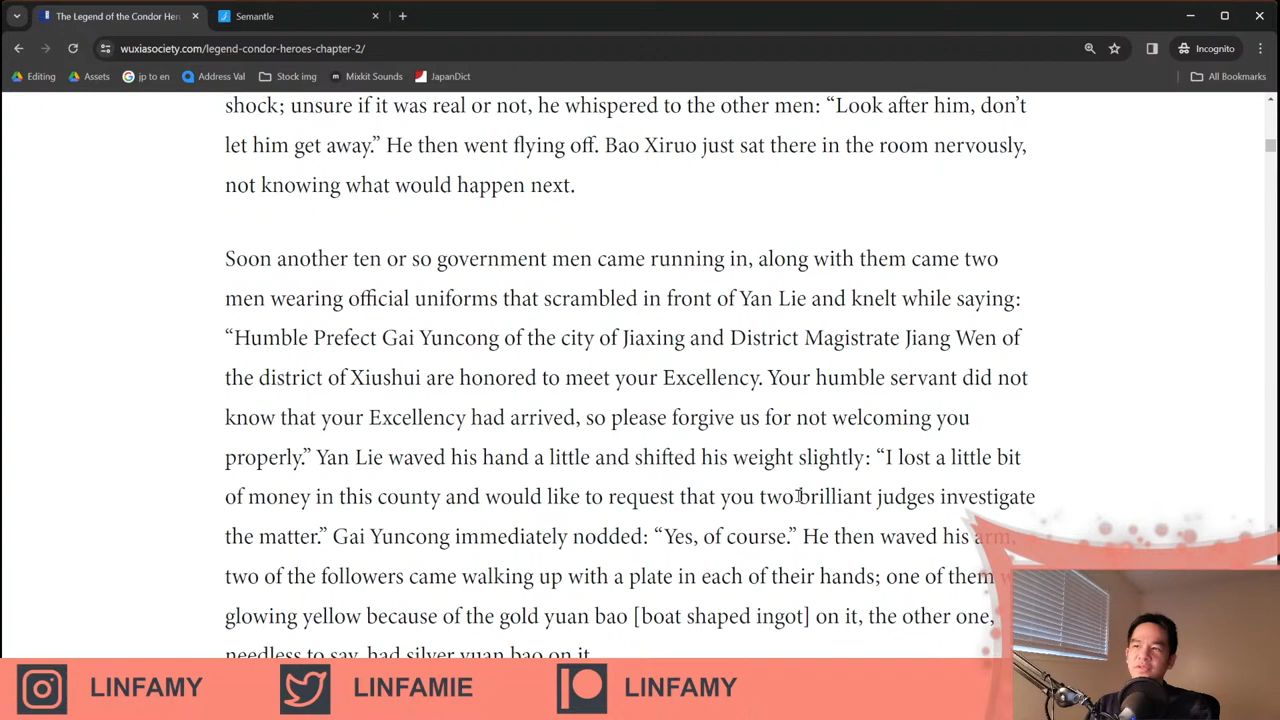 The Legend of the Condor Her
Semantle
wuxiasociety.com/legend-condor-heroes-chapter-2/
Incognito
Editing
Assets
jp to en
Address Val
Stock img
Mixkit Sounds
JapanDict
All Bookmarks
shock; unsure if it was real or not, he whispered to the other men: “Look after him, don’t
let him get away.” He then went flying off. Bao Xiruo just sat there in the room nervously,
not knowing what would happen next.
Soon another ten or so government men came running in, along with them came two
men wearing official uniforms that scrambled in front of Yan Lie and knelt while saying:
“Humble Prefect Gai Yuncong of the city of Jiaxing and District Magistrate Jiang Wen of
the district of Xiushui are honored to meet your Excellency. Your humble servant did not
know that your Excellency had arrived, so please forgive us for not welcoming you
properly.” Yan Lie waved his hand a little and shifted his weight slightly: “I lost a little bit
of money in this county and would like to request that you two brilliant judges investigate
the matter.” Gai Yuncong immediately nodded: “Yes, of course.” He then waved his arm,
two of the followers came walking up with a plate in each of their hands; one of them
glowing yellow because of the gold yuan bao [boat shaped ingot] on it, the other one,
needless to say, had silver yuan bao on it.
LINFAMY
LINFAMIE
LINFAMY